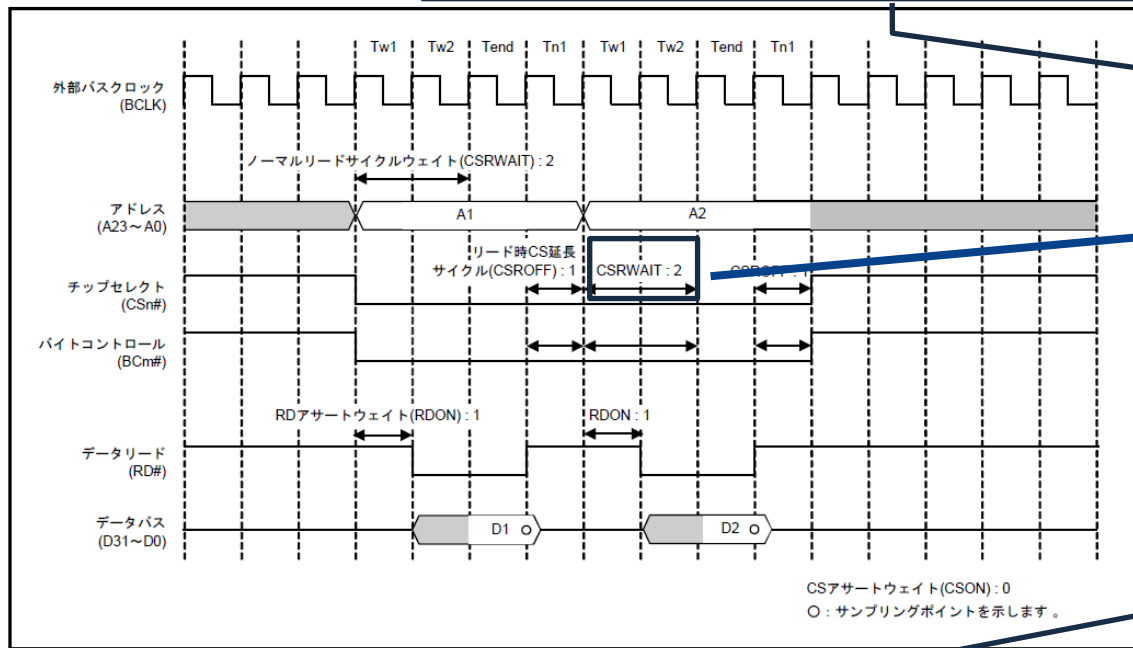 Tw1 Tw2 Tend Tn1 Tw1 Tw2 Tend Tn1
外部バスクロック
(BCLK)
ノーマルリードサイクルウェイト(CSRWAIT) : 2
アドレス
(A23～A0)
A1 A2
リード時CS延長
サイクル(CSROFF) : 1
CSRWAIT : 2
CSROFF : 1
チップセレクト
(CSn#)
バイトコントロール
(BCm#)
RDアサートウェイト(RDON) : 1
RDON : 1
データリード
(RD#)
データバス
(D31～D0)
D1 D2
CSアサートウェイト(CSON) : 0
○ : サンプリングポイントを示します 。